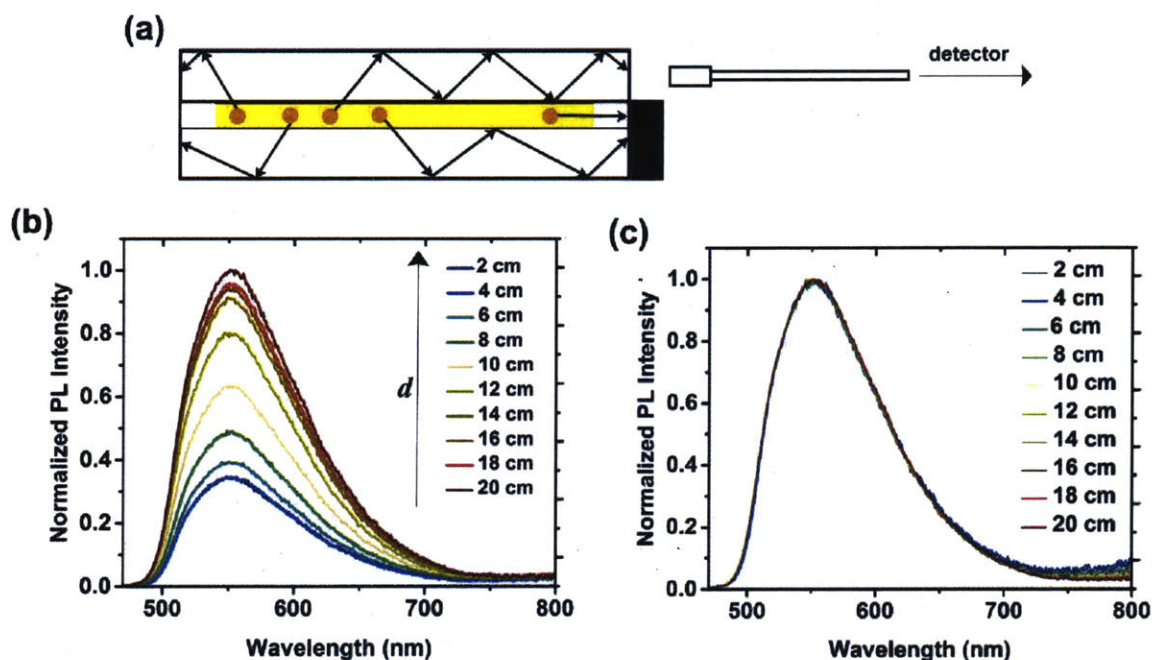 (a)
detector
(b)
Normalized PL Intensity
1.0
0.8
0.6
0.4
0.2
0.0
500
600
700
800
Wavelength (nm)
d
2 cm
4 cm
6 cm
8 cm
10 cm
12 cm
14 cm
16 cm
18 cm
20 cm
(c)
Normalized PL Intensity
1.0
0.8
0.6
0.4
0.2
0.0
500
600
700
800
Wavelength (nm)
2 cm
4 cm
6 cm
8 cm
10 cm
12 cm
14 cm
16 cm
18 cm
20 cm